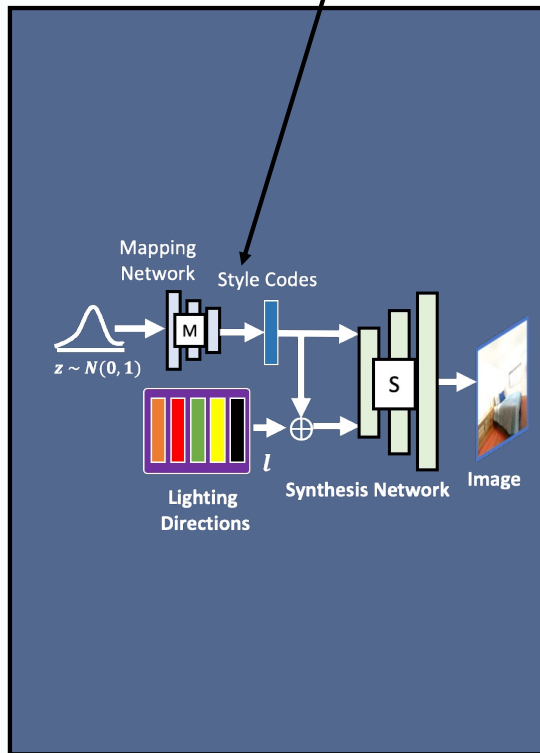 Mapping
Network
Style Codes
M
z ~ N(0, 1)
S
l
Lighting
Directions
Synthesis Network
Image